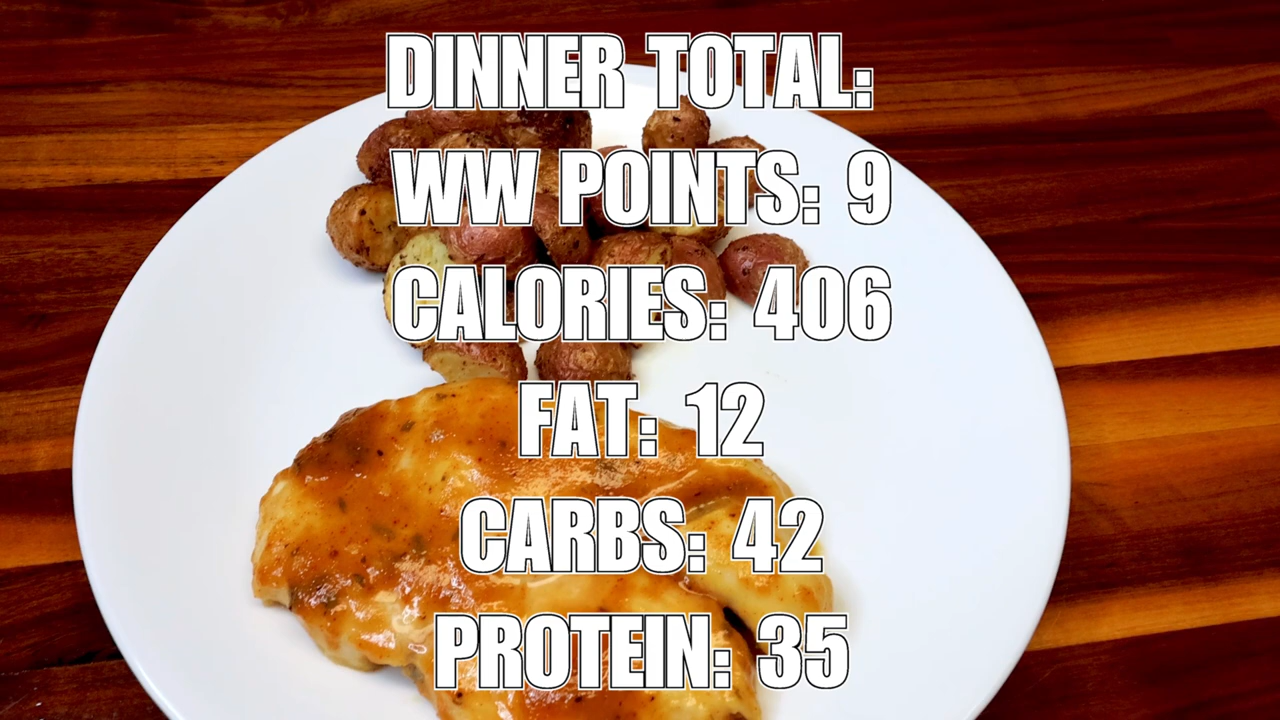 DINNER TOTAL:
WW POINTS: 9
CALORIES: 406
FAT: 12
CARBS: 42
PROTEIN: 35